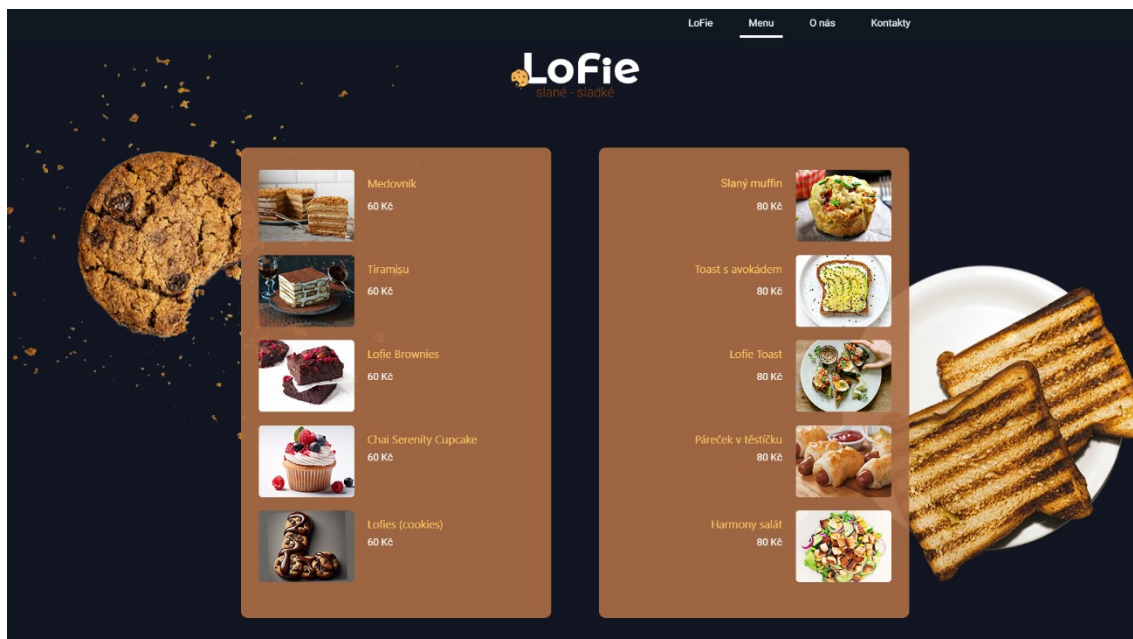 LoFie Menu O nás Kontakty
LoFie
slané - sladké
Medovník
60 Kč
Tiramisu
60 Kč
Lofie Brownies
60 Kč
Chai Serenity Cupcake
60 Kč
Lofies (cookies)
60 Kč
Slaný muffin
80 Kč
Toast s avokádem
80 Kč
Lofie Toast
80 Kč
Páreček v těstíčku
80 Kč
Harmony salát
80 Kč